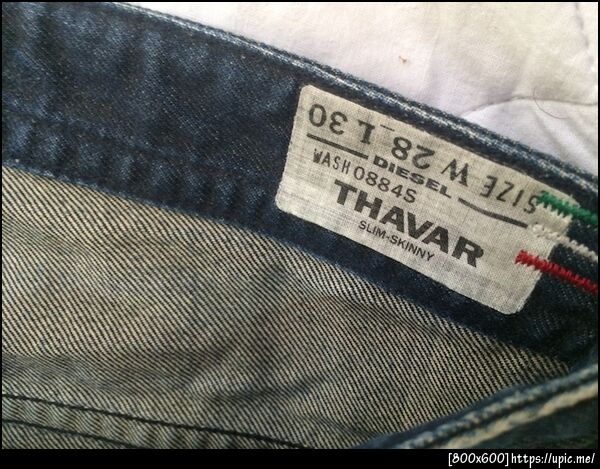 SIZE W 28 L 30
DIESEL
WASH 0884S
THAVAR
SLIM-SKINNY
[800x600]https://upic.me/